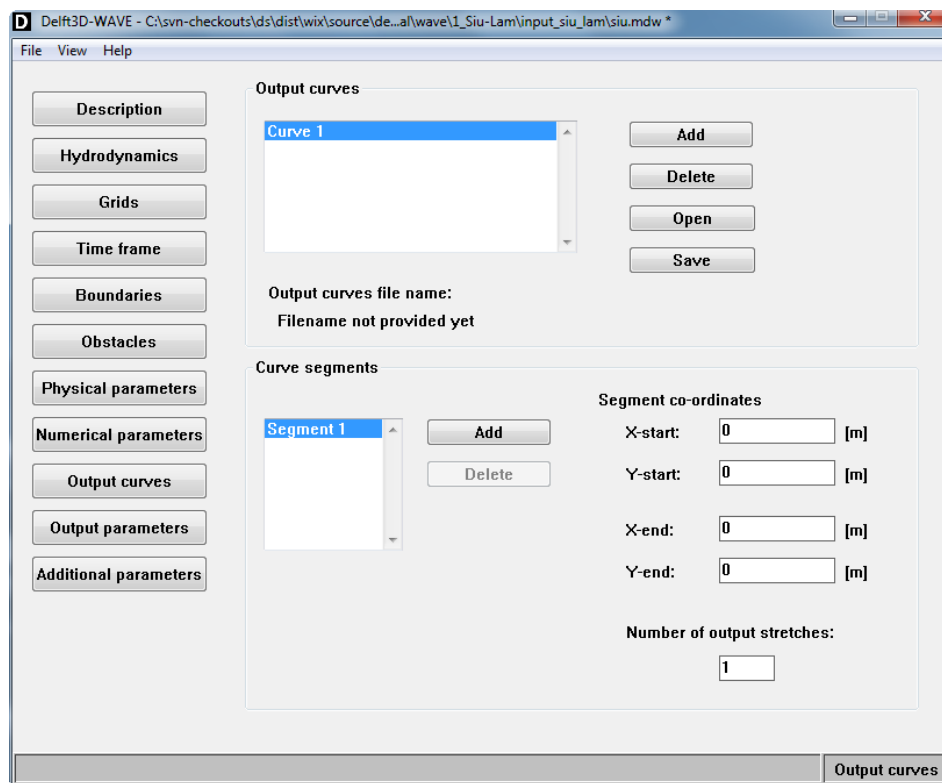 D Delft3D-WAVE - C:\svn-checkouts\ds\dist\wix\source\de...al\wave\1_Siu-Lam\input_siu_lam\siu.mdw *
File View Help
Description
Hydrodynamics
Grids
Time frame
Boundaries
Obstacles
Physical parameters
Numerical parameters
Output curves
Output parameters
Additional parameters
Output curves
Curve 1
Add
Delete
Open
Save
Output curves file name:
Filename not provided yet
Curve segments
Segment 1
Add
Delete
Segment co-ordinates
X-start: 0 [m]
Y-start: 0 [m]
X-end: 0 [m]
Y-end: 0 [m]
Number of output stretches:
1
Output curves